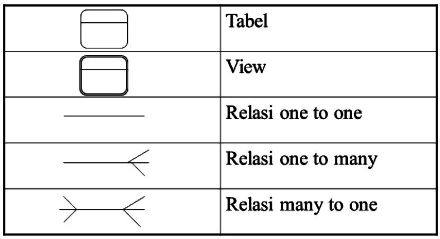 Tabel
View
Relasi one to one
Relasi one to many
Relasi many to one